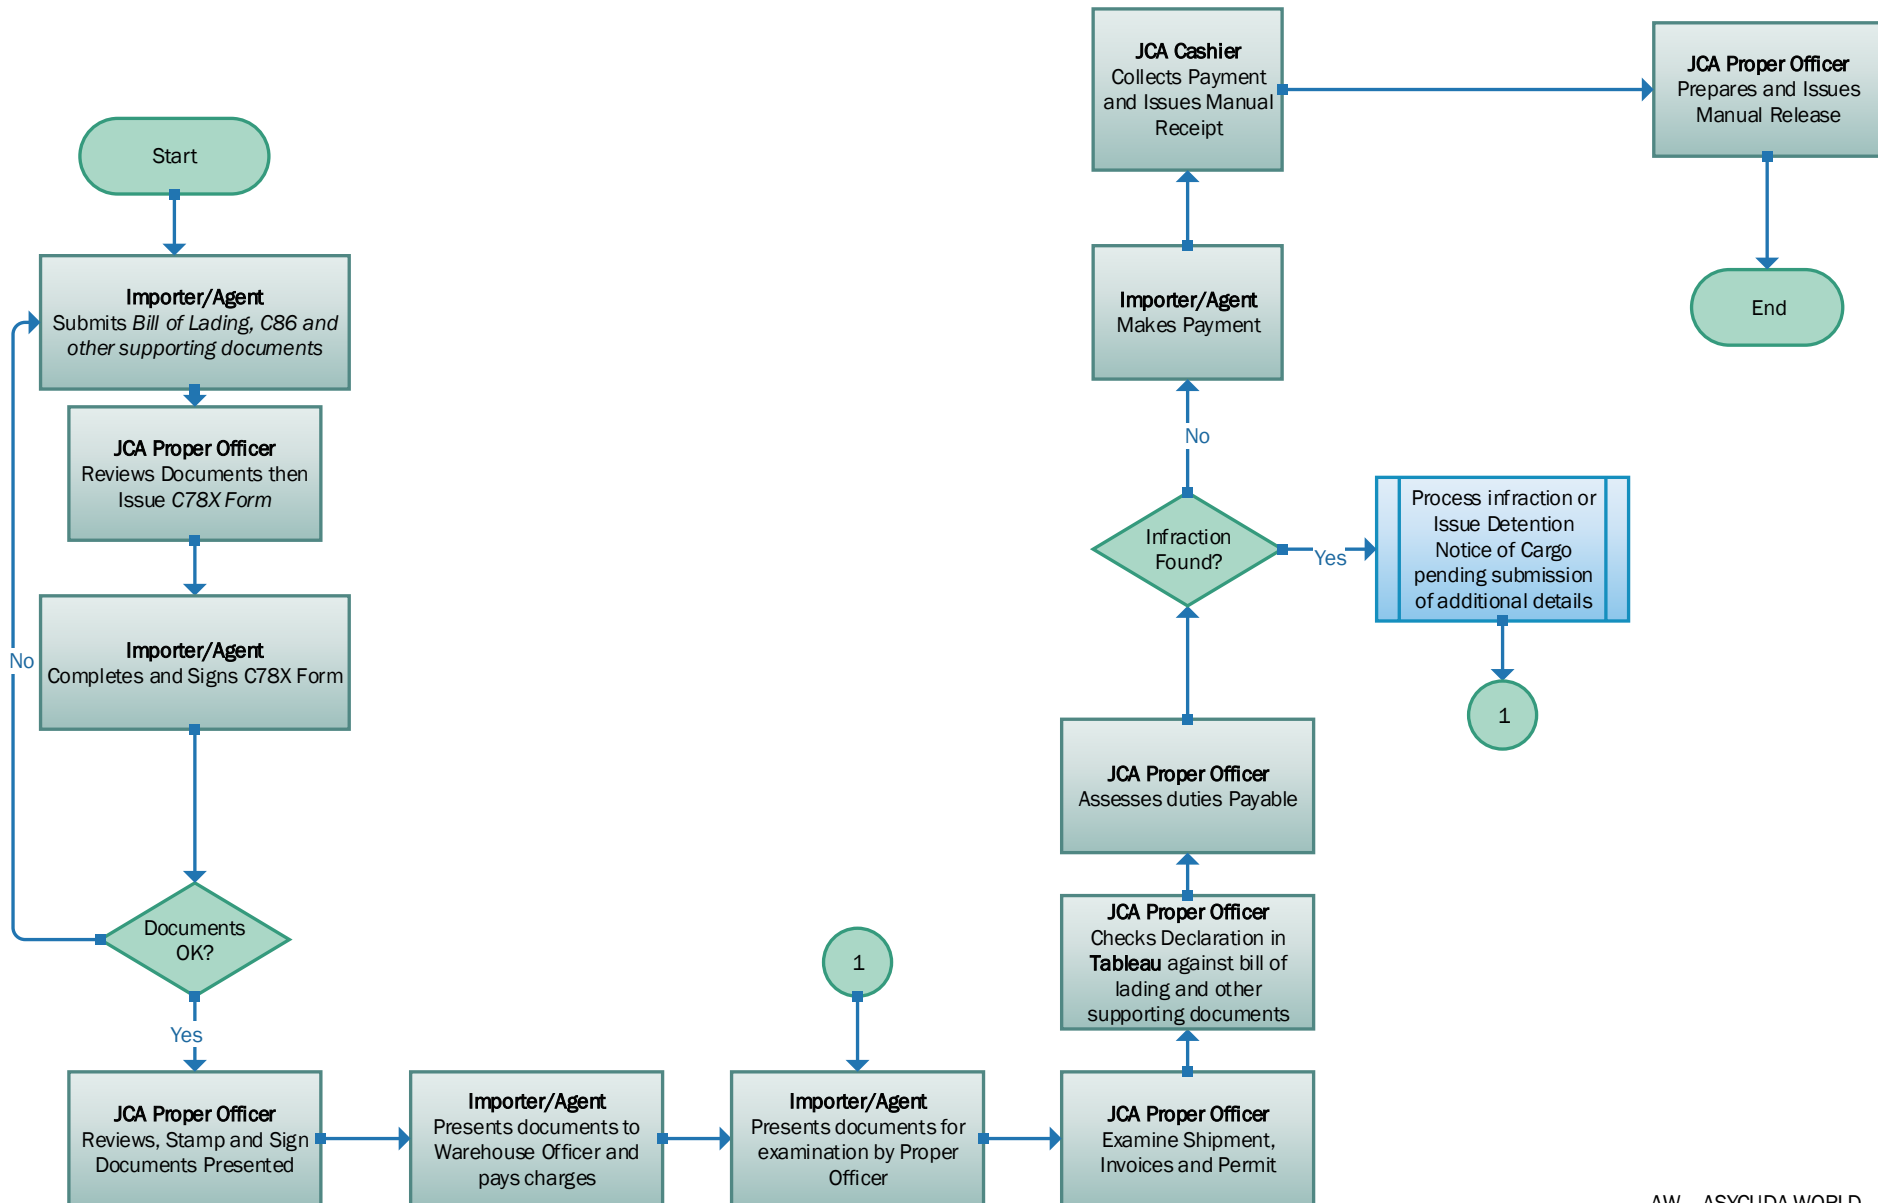 Start
Importer/Agent
Submits Bill of Lading, C86 and
other supporting documents
JCA Proper Officer
Reviews Documents then
Issue C78X Form
Importer/Agent
Completes and Signs C78X Form
No
Documents
OK?
Yes
JCA Proper Officer
Reviews, Stamp and Sign
Documents Presented
Importer/Agent
Presents documents to
Warehouse Officer and
pays charges
1
Importer/Agent
Presents documents for
examination by Proper
Officer
JCA Proper Officer
Examine Shipment,
Invoices and Permit
JCA Proper Officer
Checks Declaration in
Tableau against bill of
lading and other
supporting documents
JCA Proper Officer
Assesses duties Payable
Infraction
Found?
Yes
Process infraction or
Issue Detention
Notice of Cargo
pending submission
of additional details
1
No
Importer/Agent
Makes Payment
JCA Cashier
Collects Payment
and Issues Manual
Receipt
JCA Proper Officer
Prepares and Issues
Manual Release
End
AW – ASYCUDA WORLD